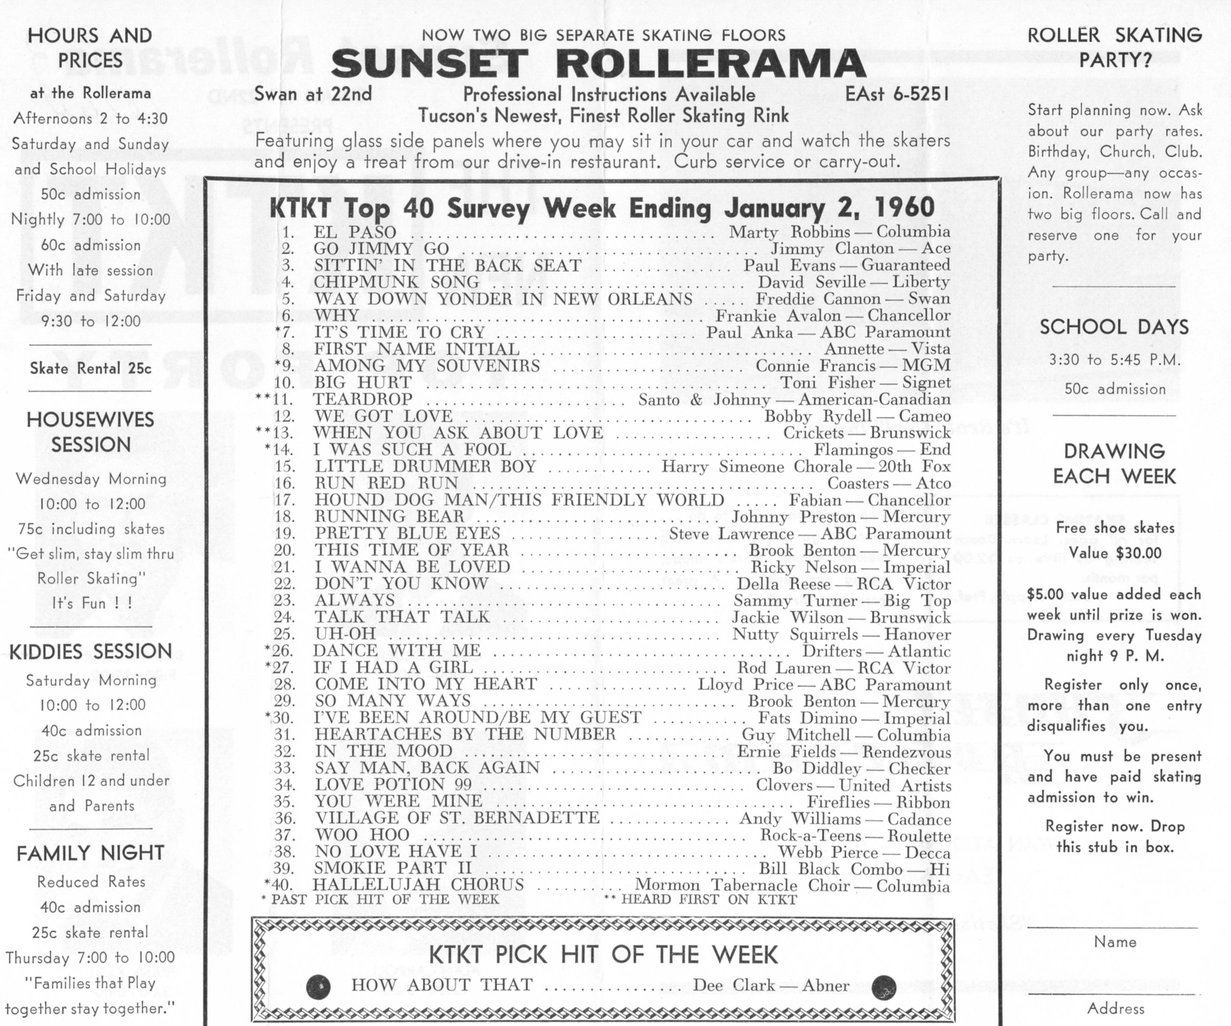 HOURS AND
PRICES
at the Rollerama
Afternoons 2 to 4:30
Saturday and Sunday
and School Holidays
50c admission
Nightly 7:00 to 10:00
60c admission
With late session
Friday and Saturday
9:30 to 12:00
Skate Rental 25c
HOUSEWIVES
SESSION
Wednesday Morning
10:00 to 12:00
75c including skates
"Get slim, stay slim thru
Roller Skating"
It's Fun ! !
KIDDIES SESSION
Saturday Morning
10:00 to 12:00
40c admission
25c skate rental
Children 12 and under
and Parents
FAMILY NIGHT
Reduced Rates
40c admission
25c skate rental
Thursday 7:00 to 10:00
"Families that Play
together stay together."
NOW TWO BIG SEPARATE SKATING FLOORS
SUNSET ROLLERAMA
Swan at 22nd Professional Instructions Available EAst 6-5251
Tucson's Newest, Finest Roller Skating Rink
Featuring glass side panels where you may sit in your car and watch the skaters
and enjoy a treat from our drive-in restaurant. Curb service or carry-out.
KTKT Top 40 Survey Week Ending January 2, 1960
1. EL PASO Marty Robbins — Columbia
2. GO JIMMY GO Jimmy Clanton — Ace
3. SITTIN' IN THE BACK SEAT Paul Evans — Guaranteed
4. CHIPMUNK SONG David Seville — Liberty
5. WAY DOWN YONDER IN NEW ORLEANS Freddie Cannon — Swan
6. WHY Frankie Avalon — Chancellor
*7. IT'S TIME TO CRY Paul Anka — ABC Paramount
8. FIRST NAME INITIAL Annette — Vista
*9. AMONG MY SOUVENIRS Connie Francis — MGM
10. BIG HURT Toni Fisher — Signet
**11. TEARDROP Santo & Johnny — American-Canadian
12. WE GOT LOVE Bobby Rydell — Cameo
**13. WHEN YOU ASK ABOUT LOVE Crickets — Brunswick
*14. I WAS SUCH A FOOL Flamingos — End
15. LITTLE DRUMMER BOY Harry Simeone Chorale — 20th Fox
16. RUN RED RUN Coasters — Atco
17. HOUND DOG MAN/THIS FRIENDLY WORLD Fabian — Chancellor
18. RUNNING BEAR Johnny Preston — Mercury
19. PRETTY BLUE EYES Steve Lawrence — ABC Paramount
20. THIS TIME OF YEAR Brook Benton — Mercury
21. I WANNA BE LOVED Ricky Nelson — Imperial
22. DON'T YOU KNOW Della Reese — RCA Victor
23. ALWAYS Sammy Turner — Big Top
24. TALK THAT TALK Jackie Wilson — Brunswick
25. UH-OH Nutty Squirrels — Hanover
*26. DANCE WITH ME Drifters — Atlantic
*27. IF I HAD A GIRL Rod Lauren — RCA Victor
28. COME INTO MY HEART Lloyd Price — ABC Paramount
29. SO MANY WAYS Brook Benton — Mercury
*30. I'VE BEEN AROUND/BE MY GUEST Fats Dimino — Imperial
31. HEARTACHES BY THE NUMBER Guy Mitchell — Columbia
32. IN THE MOOD Ernie Fields — Rendezvous
33. SAY MAN, BACK AGAIN Bo Diddley — Checker
34. LOVE POTION 99 Clovers — United Artists
35. YOU WERE MINE Fireflies — Ribbon
36. VILLAGE OF ST. BERNADETTE Andy Williams — Cadance
37. WOO HOO Rock-a-Teens — Roulette
38. NO LOVE HAVE I Webb Pierce — Decca
39. SMOKIE PART II Bill Black Combo — Hi
*40. HALLELUJAH CHORUS Mormon Tabernacle Choir — Columbia
* PAST PICK HIT OF THE WEEK ** HEARD FIRST ON KTKT
KTKT PICK HIT OF THE WEEK
HOW ABOUT THAT Dee Clark — Abner
ROLLER SKATING
PARTY?
Start planning now. Ask
about our party rates.
Birthday, Church, Club.
Any group—any occas-
ion. Rollerama now has
two big floors. Call and
reserve one for your
party.
SCHOOL DAYS
3:30 to 5:45 P.M.
50c admission
DRAWING
EACH WEEK
Free shoe skates
Value $30.00
$5.00 value added each
week until prize is won.
Drawing every Tuesday
night 9 P. M.
Register only once,
more than one entry
disqualifies you.
You must be present
and have paid skating
admission to win.
Register now. Drop
this stub in box.
Name
Address